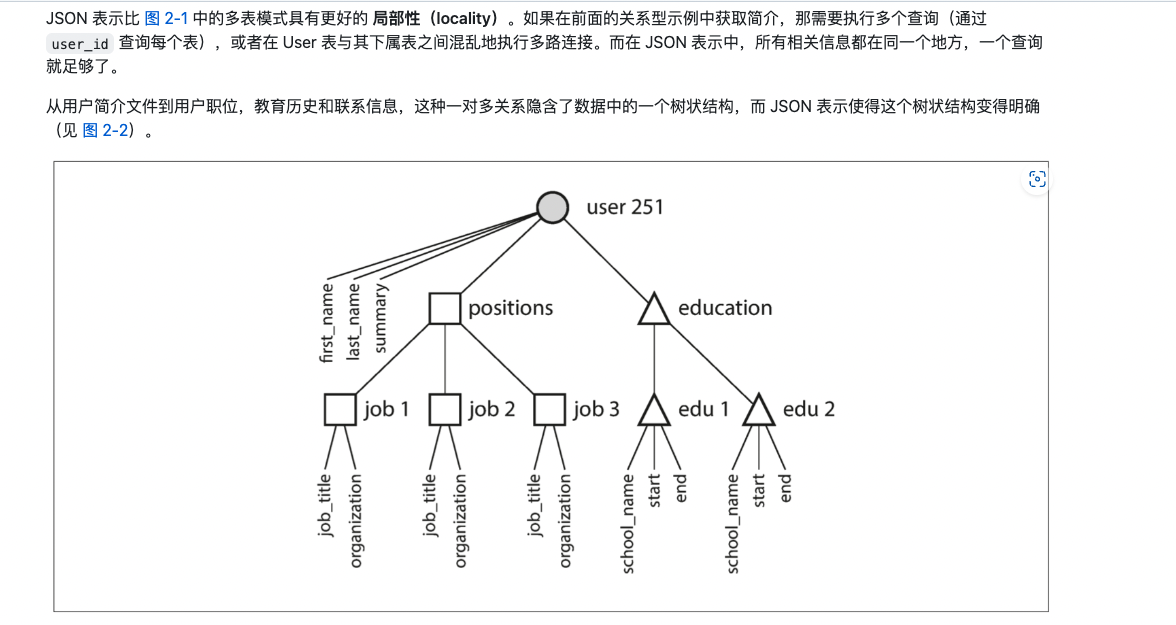 JSON 表示比 图 2-1 中的多表模式具有更好的 局部性（locality）。如果在前面的关系型示例中获取简介，那需要执行多个查询（通过
user_id 查询每个表），或者在 User 表与其下属表之间混乱地执行多路连接。而在 JSON 表示中，所有相关信息都在同一个地方，一个查询
就足够了。
从用户简介文件到用户职位，教育历史和联系信息，这种一对多关系隐含了数据中的一个树状结构，而 JSON 表示使得这个树状结构变得明确
（见 图 2-2）。
user 251
first_name
last_name
summary
positions
education
job 1
job 2
job 3
edu 1
edu 2
job_title
organization
job_title
organization
job_title
organization
school_name
start
end
school_name
start
end